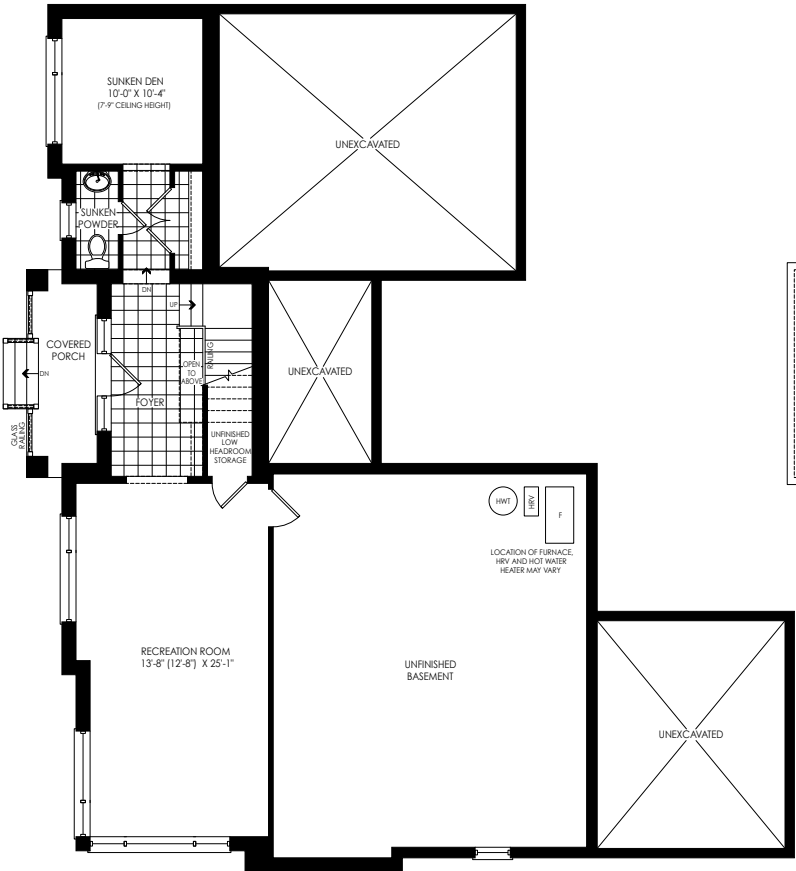 SUNKEN DEN
10'-0" X 10'-4"
(7'-9" CEILING HEIGHT)
UNEXCAVATED
SUNKEN
POWDER
DN
UP
COVERED
PORCH
DN
GLASS
RAILING
RAILING
OPEN
TO
ABOVE
FOYER
UNEXCAVATED
UNFINISHED
LOW
HEADROOM
STORAGE
HWT
HRV
F
LOCATION OF FURNACE,
HRV AND HOT WATER
HEATER MAY VARY
RECREATION ROOM
13'-8" (12'-8") X 25'-1"
UNFINISHED
BASEMENT
UNEXCAVATED